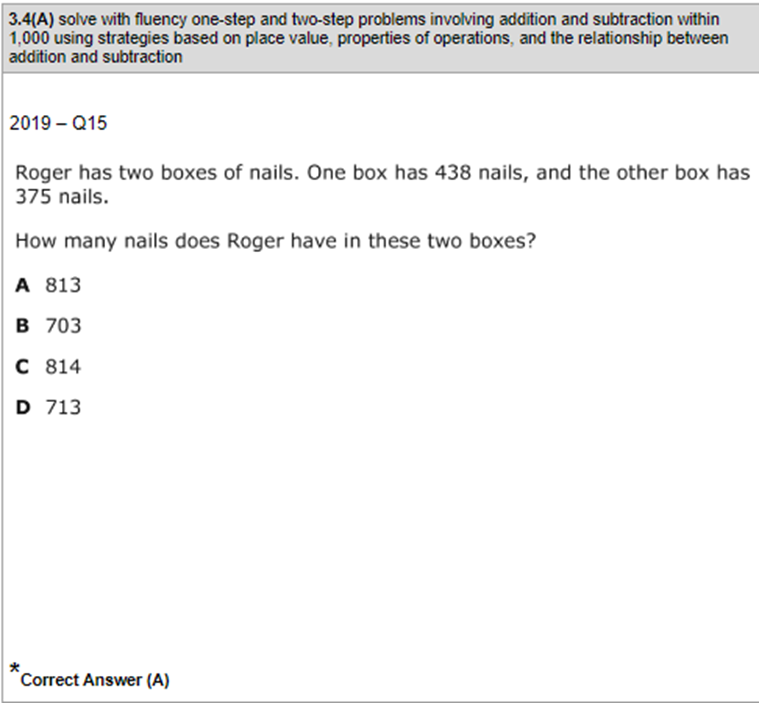 3.4(A) solve with fluency one-step and two-step problems involving addition and subtraction within
1,000 using strategies based on place value, properties of operations, and the relationship between
addition and subtraction
2019 – Q15
Roger has two boxes of nails. One box has 438 nails, and the other box has
375 nails.
How many nails does Roger have in these two boxes?
A 813
B 703
C 814
D 713
*Correct Answer (A)